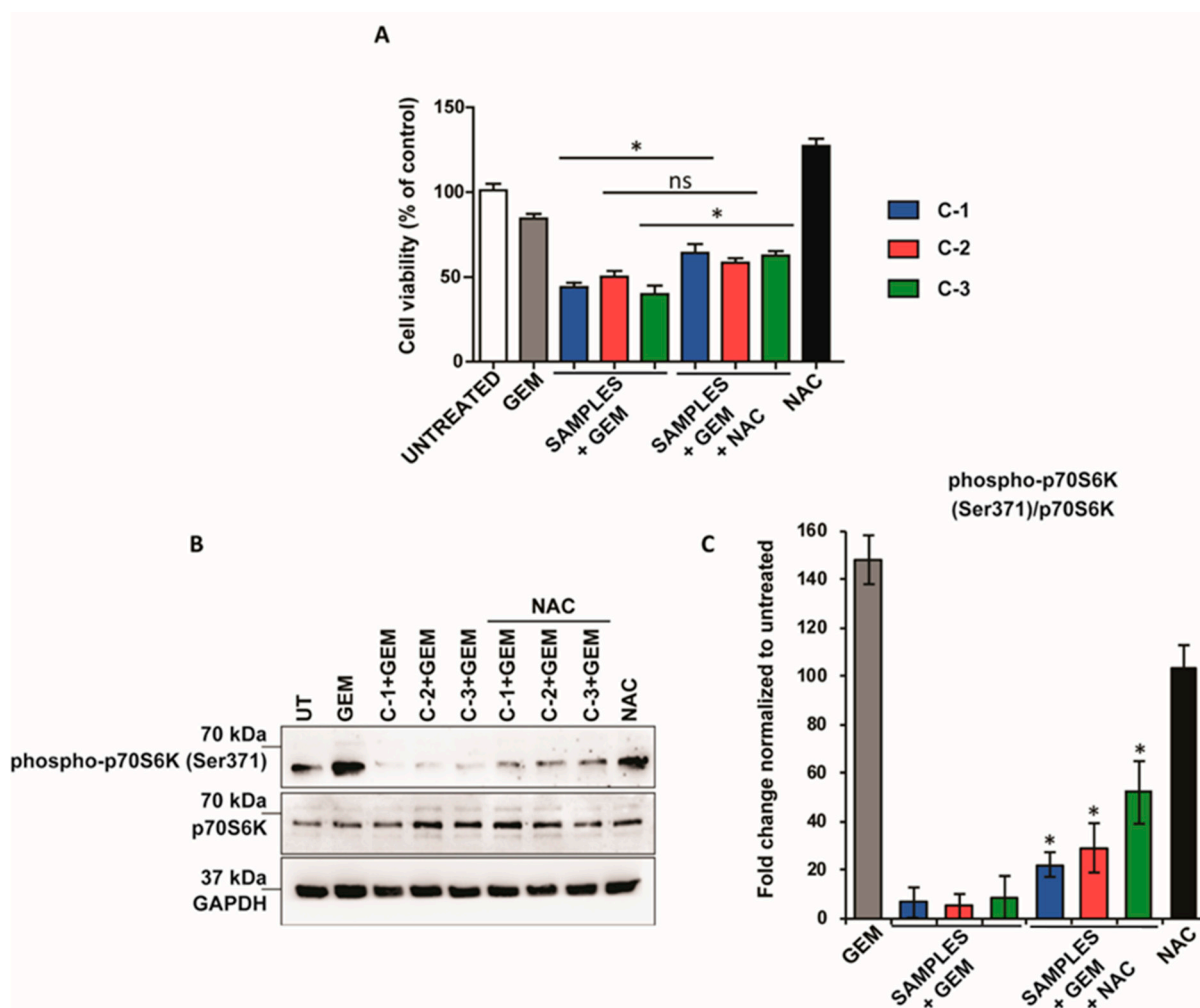 A
Cell viability (% of control)
150
100
50
0
*
ns
*
UNTREATED
GEM
SAMPLES
+ GEM
SAMPLES
+ GEM
+ NAC
NAC
C-1
C-2
C-3
B
NAC
UT
GEM
C-1+GEM
C-2+GEM
C-3+GEM
C-1+GEM
C-2+GEM
C-3+GEM
NAC
70 kDa
phospho-p70S6K (Ser371)
70 kDa
p70S6K
37 kDa
GAPDH
C
phospho-p70S6K
(Ser371)/p70S6K
Fold change normalized to untreated
160
140
120
100
80
60
40
20
0
*
*
*
GEM
SAMPLES
+ GEM
SAMPLES
+ GEM
+ NAC
NAC